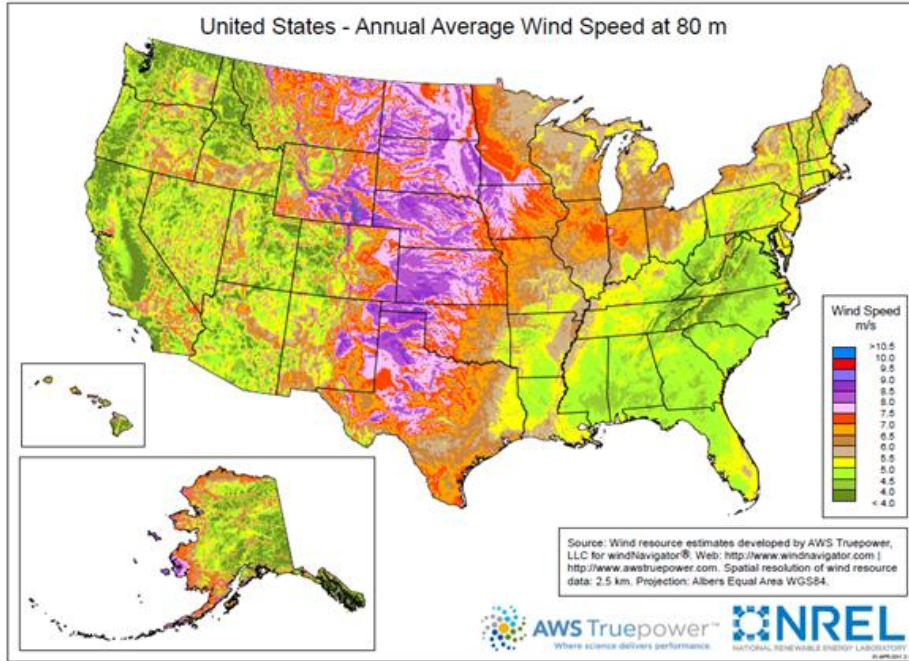 United States - Annual Average Wind Speed at 80 m
Wind Speed
m/s
>10.5
10.0
9.5
9.0
8.5
8.0
7.5
7.0
6.5
6.0
5.5
5.0
4.5
4.0
< 4.0
Source: Wind resource estimates developed by AWS Truepower,
LLC for windNavigator®. Web: http://www.windnavigator.com |
http://www.awstruepower.com. Spatial resolution of wind resource
data: 2.5 km. Projection: Albers Equal Area WGS84.
AWS Truepower™
Where science delivers performance.
NREL
NATIONAL RENEWABLE ENERGY LABORATORY